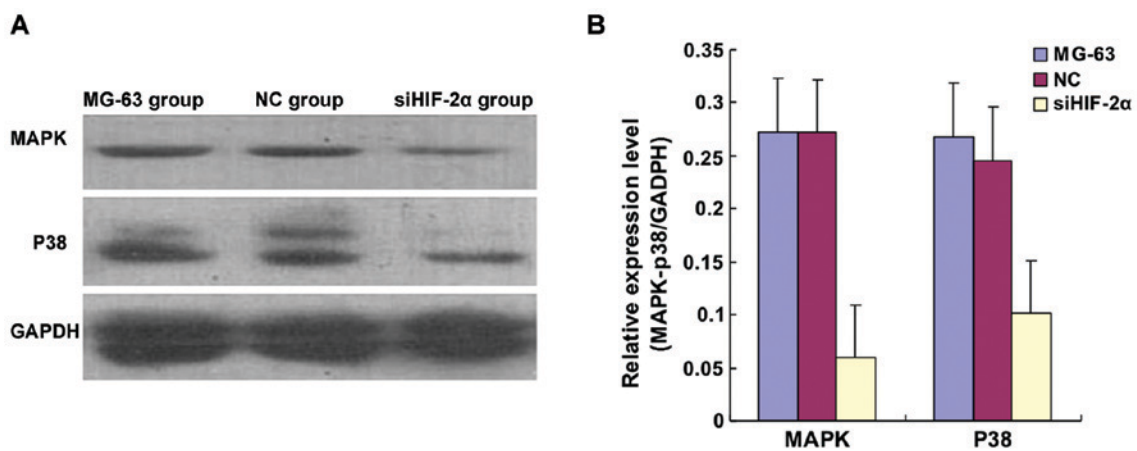 A
MG-63 group NC group siHIF-2α group
MAPK
P38
GAPDH
B
Relative expression level
(MAPK-p38/GADPH)
0.35
0.3
0.25
0.2
0.15
0.1
0.05
0
MG-63
NC
siHIF-2α
MAPK P38